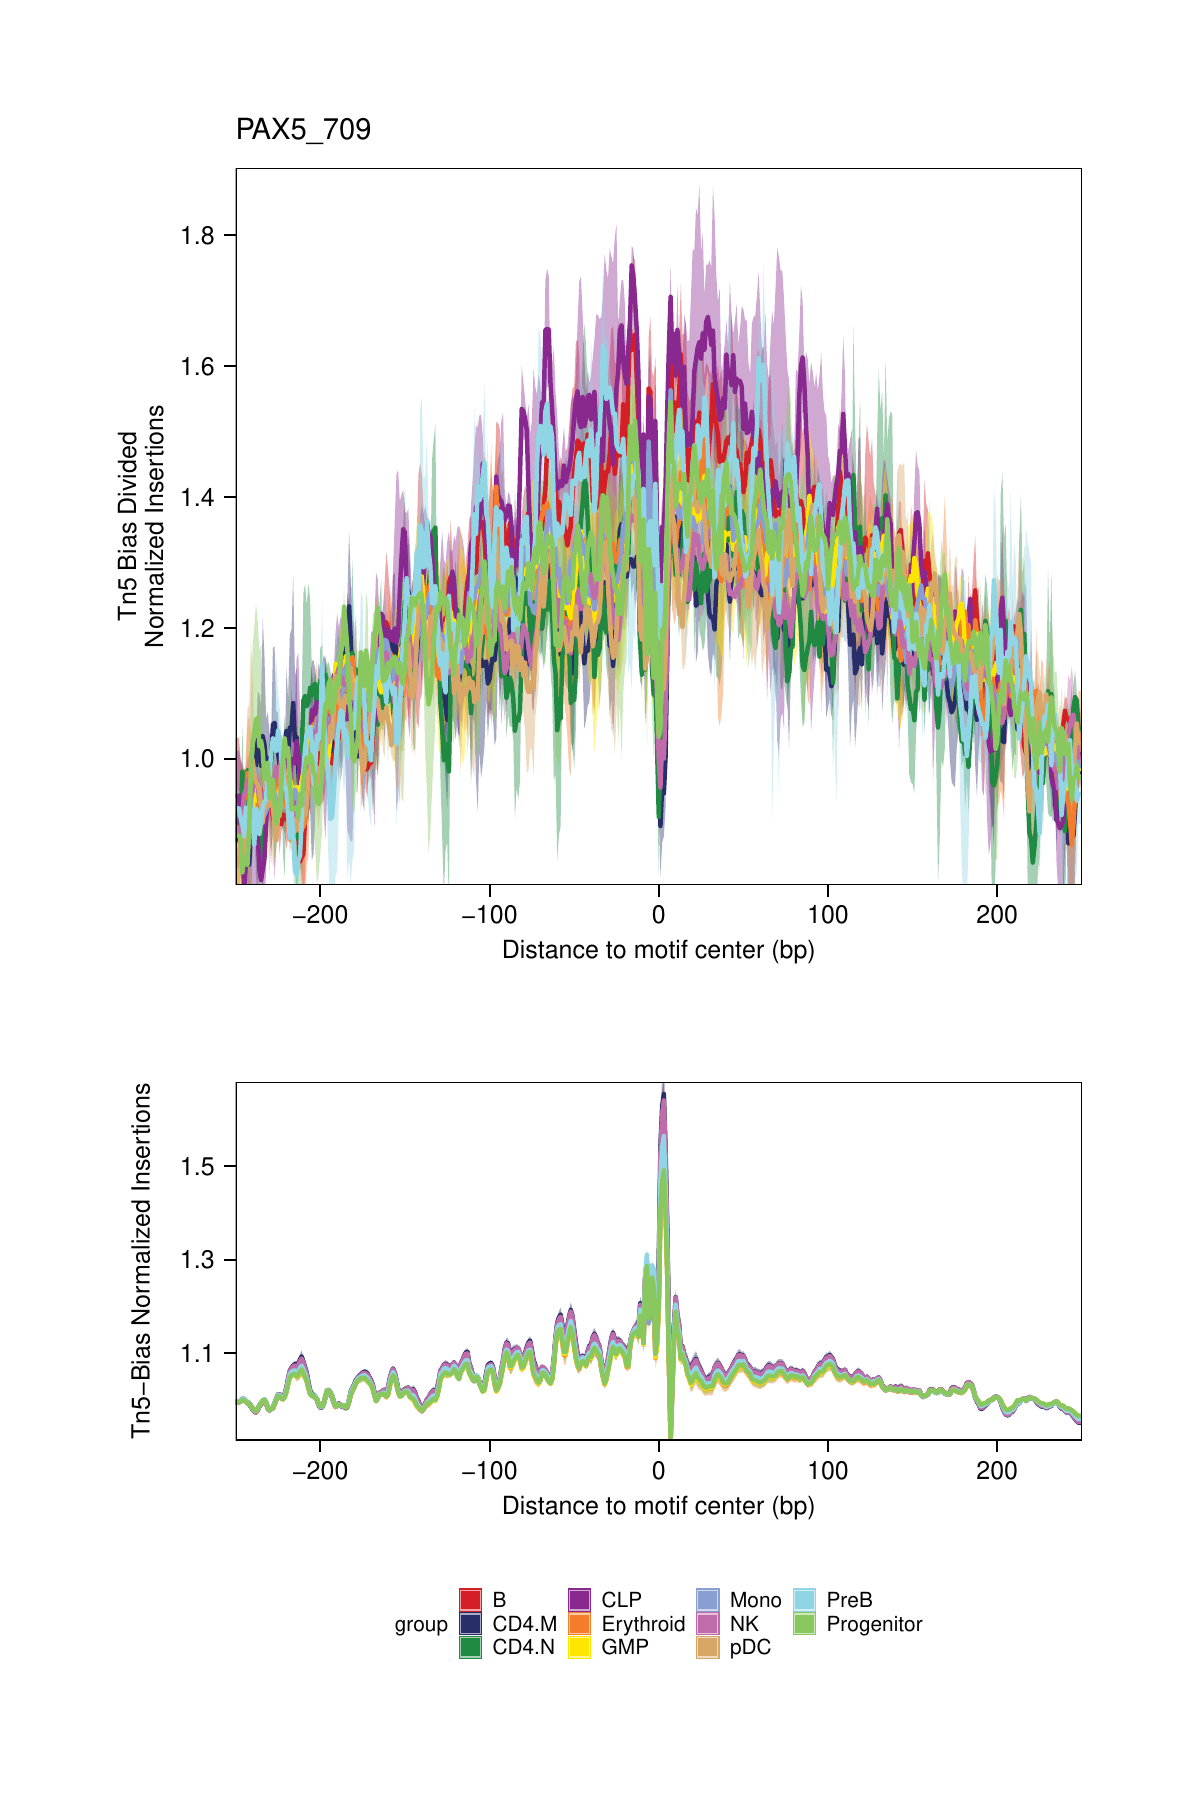 PAX5_709
Tn5 Bias Divided
Normalized Insertions
1.8
1.6
1.4
1.2
1.0
−200 −100 0 100 200
Distance to motif center (bp)
Tn5−Bias Normalized Insertions
1.5
1.3
1.1
−200 −100 0 100 200
Distance to motif center (bp)
B CLP Mono PreB
group CD4.M Erythroid NK Progenitor
CD4.N GMP pDC